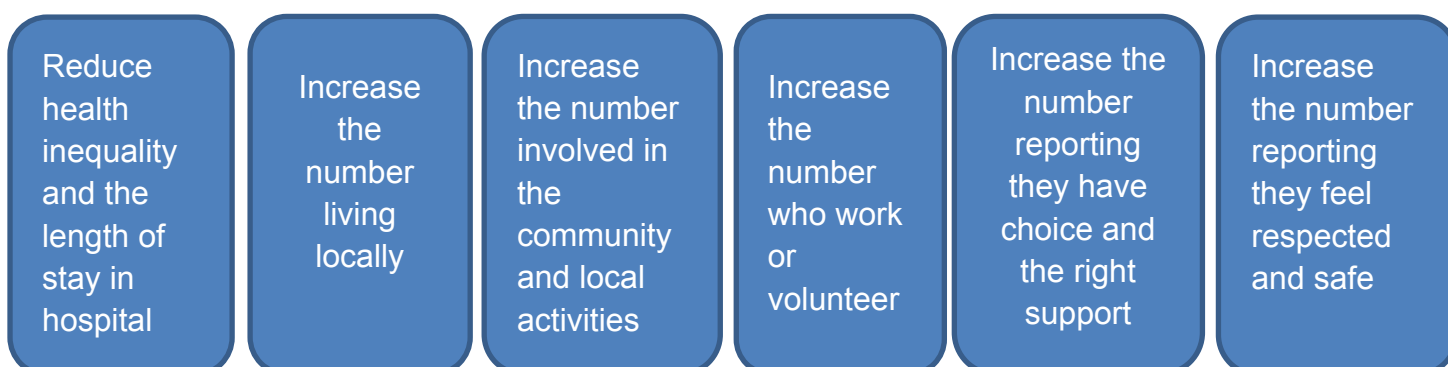 Reduce
health
inequality
and the
length of
stay in
hospital
Increase
the
number
living
locally
Increase
the number
involved in
the
community
and local
activities
Increase
the
number
who work
or
volunteer
Increase the
number
reporting
they have
choice and
the right
support
Increase
the number
reporting
they feel
respected
and safe